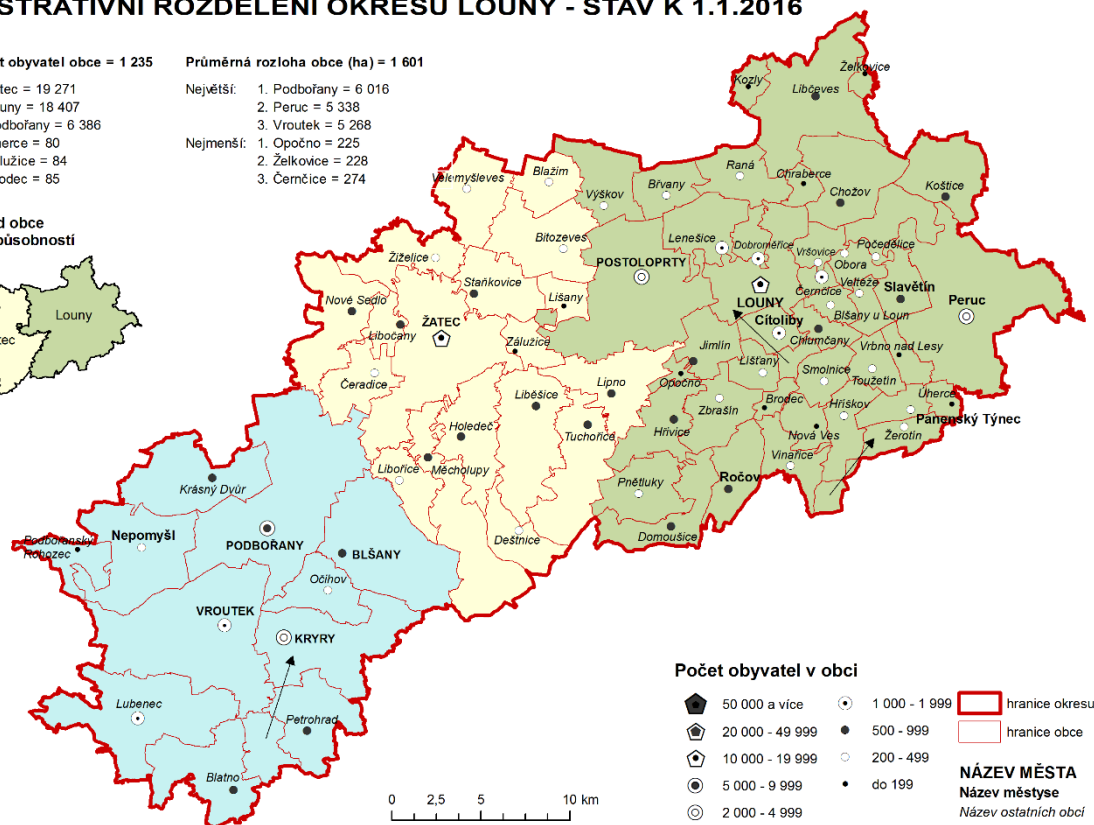 STRATIVNÍ ROZDĚLENÍ OKRESU LOUNY - STAV K 1.1.2016
t obyvatel obce = 1 235
tec = 19 271
uny = 18 407
dbořany = 6 386
erce = 80
lužice = 84
odec = 85
Průměrná rozloha obce (ha) = 1 601
Největší: 1. Podbořany = 6 016
2. Peruc = 5 338
3. Vroutek = 5 268
Nejmenší: 1. Opočno = 225
2. Želkovice = 228
3. Černčice = 274
d obce
působností
Louny
tec
Kozly
Želkovice
Libčeves
Velemyšleves
Blažim
Výškov
Břvany
Raná
Chraberce
Chožov
Koštice
Bitozeves
Lenešice
Dobroměřice
Vršovice
Počedělice
Obora
Žiželice
POSTOLOPRTY
Staňkovice
Černčice
Veltěže
Slavětín
Nové Sedlo
Lišany
LOUNY
Blšany u Loun
Peruc
Libočany
ŽATEC
Cítoliby
Chlumčany
Zálužice
Jimlín
Vrbno nad Lesy
Čeradice
Opočno
Líšťany
Smolnice
Toužetín
Lipno
Liběšice
Zbrašín
Brodec
Hříškov
Úherce
Panenský Týnec
Holedeč
Tuchořice
Hřivice
Nová Ves
Žerotín
Libořice
Měcholupy
Vinařice
Pnětluky
Ročov
Krásný Dvůr
Deštnice
Domoušice
Nepomyšl
Podbořanský
Rohozec
PODBOŘANY
BLŠANY
Očihov
VROUTEK
KRYRY
Lubenec
Petrohrad
Blatno
0 2,5 5 10 km
Počet obyvatel v obci
50 000 a více
20 000 - 49 999
10 000 - 19 999
5 000 - 9 999
2 000 - 4 999
1 000 - 1 999
500 - 999
200 - 499
do 199
hranice okresu
hranice obce
NÁZEV MĚSTA
Název městyse
Název ostatních obcí